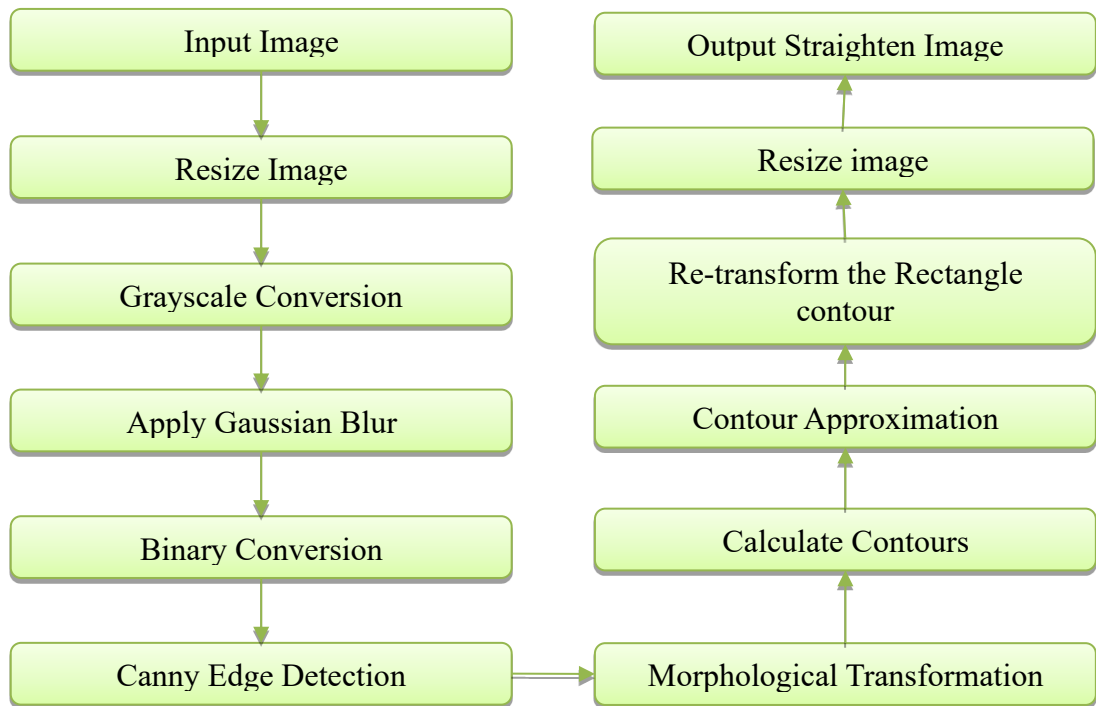 Input Image
Resize Image
Grayscale Conversion
Apply Gaussian Blur
Binary Conversion
Canny Edge Detection
Morphological Transformation
Calculate Contours
Contour Approximation
Re-transform the Rectangle
contour
Resize image
Output Straighten Image